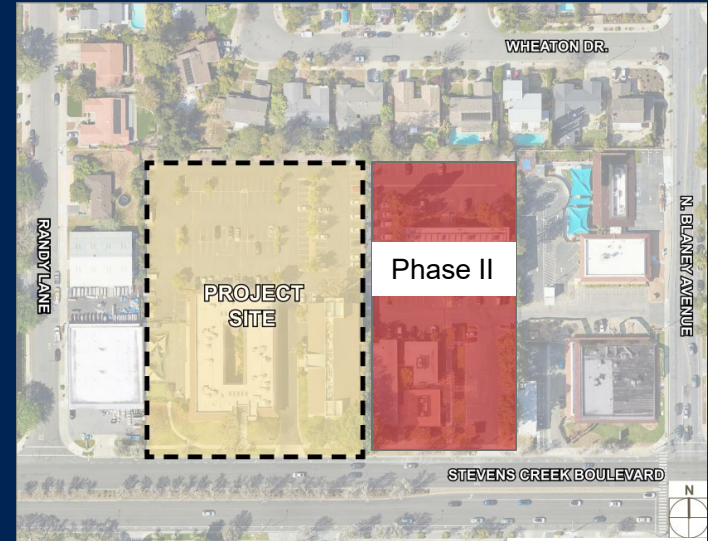 WHEATON DR.
RANDY LANE
PROJECT
SITE
Phase II
N. BLANEY AVENUE
STEVENS CREEK BOULEVARD
N